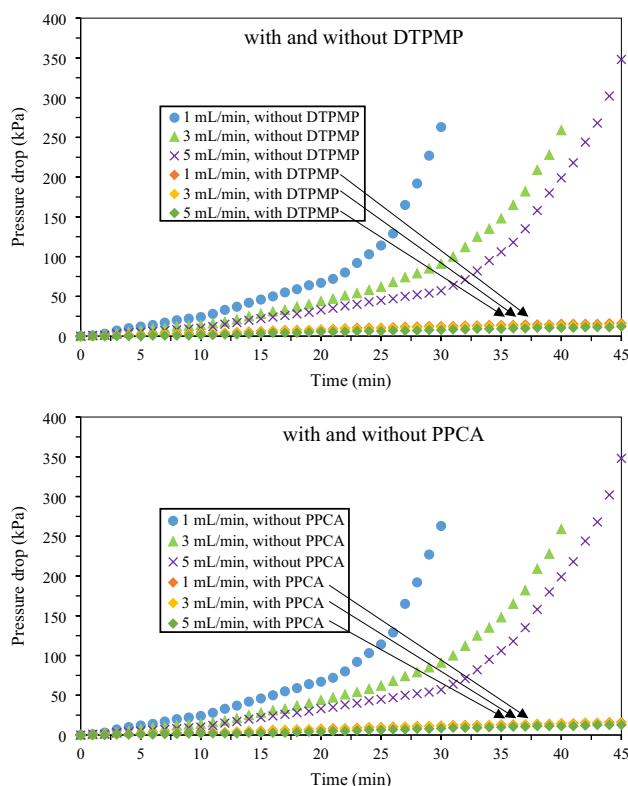 with and without DTPMP
400
350
300
250
200
150
100
50
0
Pressure drop (kPa)
1 mL/min, without DTPMP
3 mL/min, without DTPMP
5 mL/min, without DTPMP
1 mL/min, with DTPMP
3 mL/min, with DTPMP
5 mL/min, with DTPMP
0 5 10 15 20 25 30 35 40 45
Time (min)
with and without PPCA
400
350
300
250
200
150
100
50
0
Pressure drop (kPa)
1 mL/min, without PPCA
3 mL/min, without PPCA
5 mL/min, without PPCA
1 mL/min, with PPCA
3 mL/min, with PPCA
5 mL/min, with PPCA
0 5 10 15 20 25 30 35 40 45
Time (min)